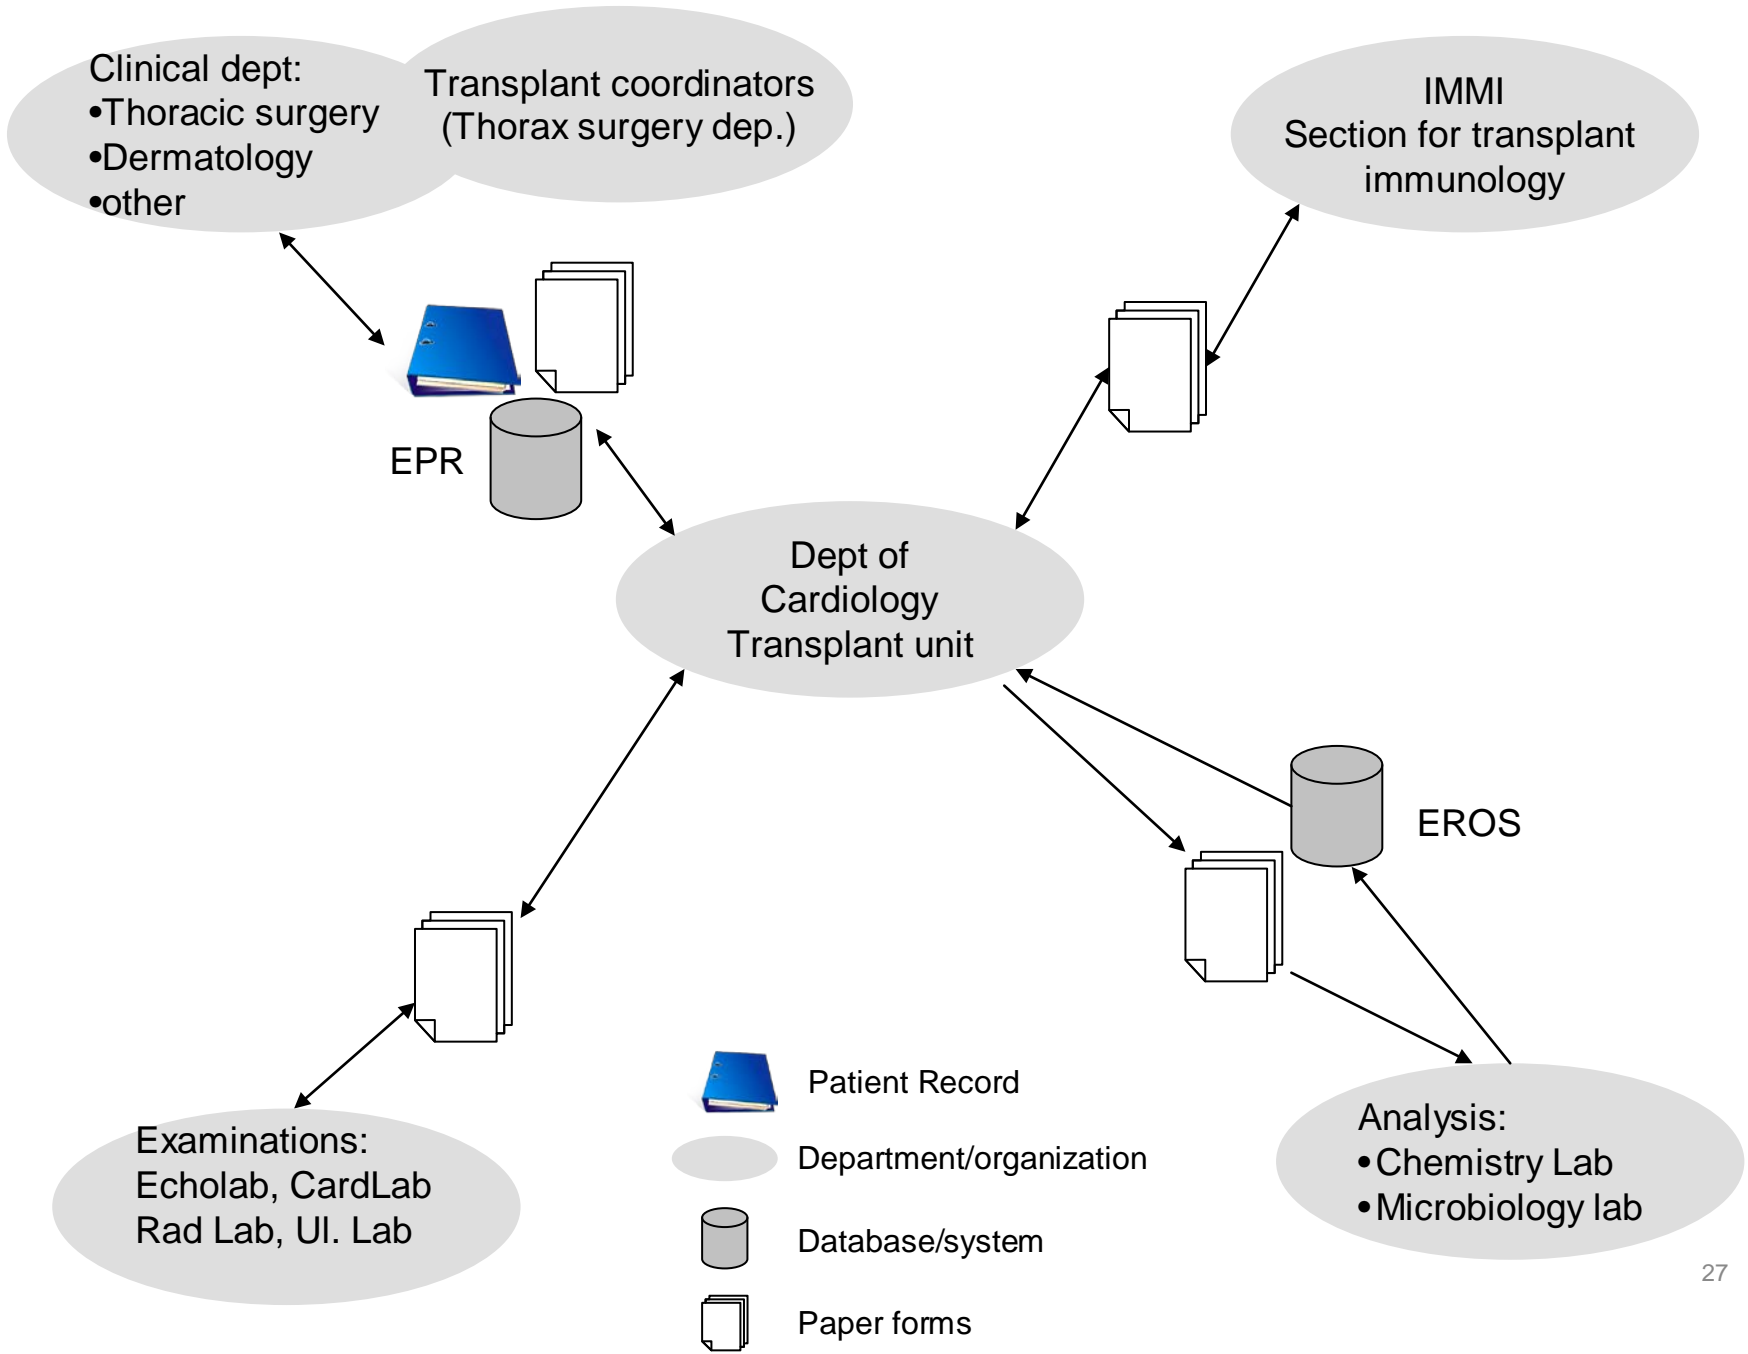 Clinical dept:
•Thoracic surgery
•Dermatology
•other
Transplant coordinators
(Thorax surgery dep.)
IMMI
Section for transplant
immunology
EPR
Dept of
Cardiology
Transplant unit
EROS
Examinations:
Echolab, CardLab
Rad Lab, Ul. Lab
Patient Record
Department/organization
Database/system
Paper forms
Analysis:
•Chemistry Lab
•Microbiology lab
27